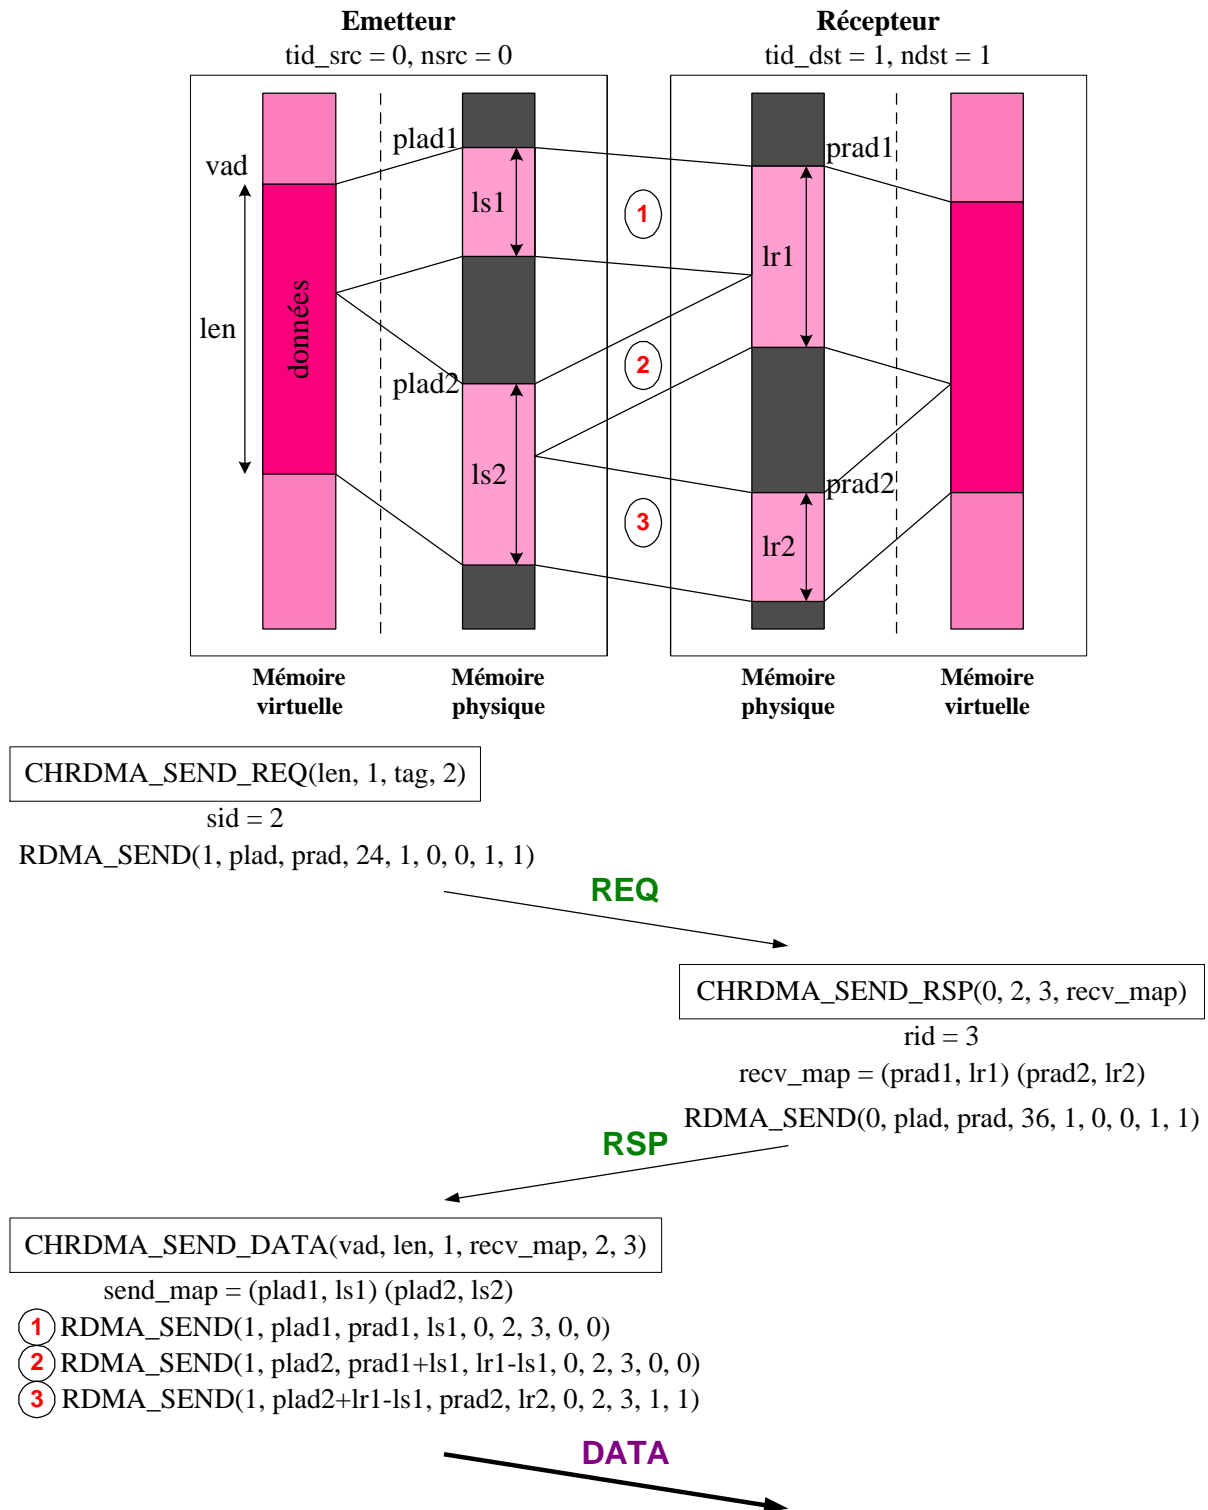 Emetteur
tid_src = 0, nsrc = 0
Récepteur
tid_dst = 1, ndst = 1
vad
len
données
plad1
ls1
plad2
ls2
1
2
3
prad1
lr1
prad2
lr2
Mémoire
virtuelle
Mémoire
physique
Mémoire
physique
Mémoire
virtuelle
CHRDMA_SEND_REQ(len, 1, tag, 2)
sid = 2
RDMA_SEND(1, plad, prad, 24, 1, 0, 0, 1, 1)
REQ
CHRDMA_SEND_RSP(0, 2, 3, recv_map)
rid = 3
recv_map = (prad1, lr1) (prad2, lr2)
RDMA_SEND(0, plad, prad, 36, 1, 0, 0, 1, 1)
RSP
CHRDMA_SEND_DATA(vad, len, 1, recv_map, 2, 3)
send_map = (plad1, ls1) (plad2, ls2)
1 RDMA_SEND(1, plad1, prad1, ls1, 0, 2, 3, 0, 0)
2 RDMA_SEND(1, plad2, prad1+ls1, lr1-ls1, 0, 2, 3, 0, 0)
3 RDMA_SEND(1, plad2+lr1-ls1, prad2, lr2, 0, 2, 3, 1, 1)
DATA